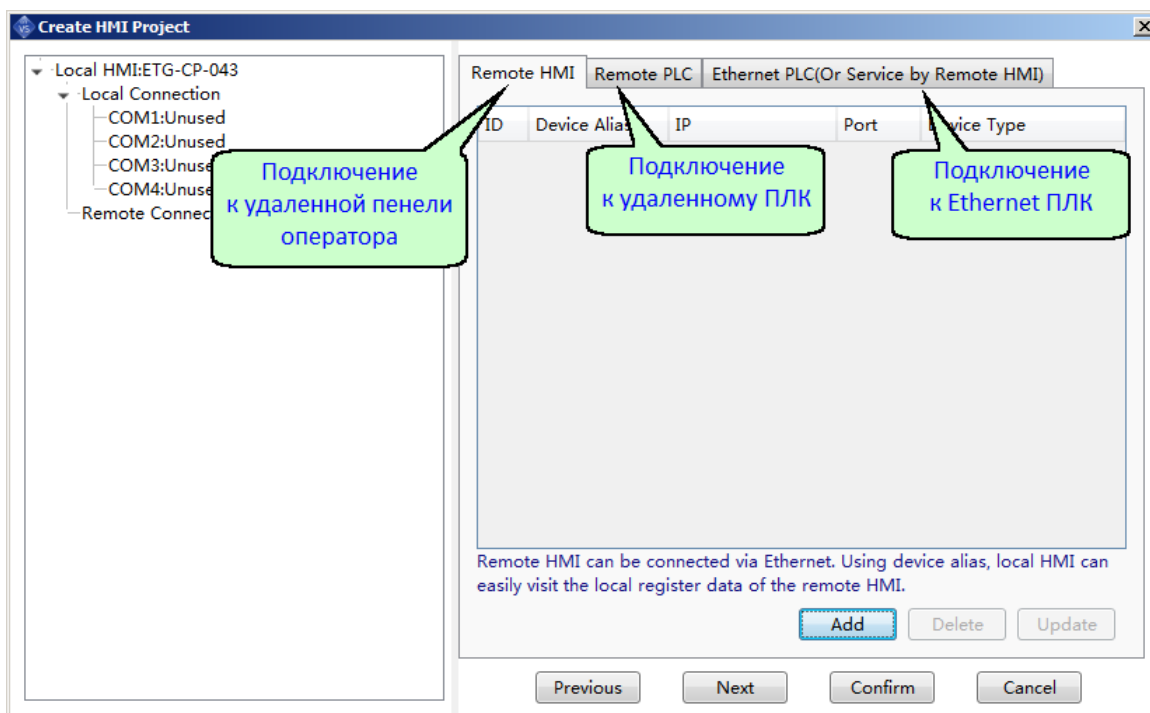 Create HMI Project
Local HMI:ETG-CP-043
Local Connection
COM1:Unused
COM2:Unused
COM3:Unuse
COM4:Unuse
Remote Connec
Remote HMI
Remote PLC
Ethernet PLC(Or Service by Remote HMI)
ID
Device Alias
IP
Port
Device Type
Подключение
к удаленной пенели
оператора
Подключение
к удаленному ПЛК
Подключение
к Ethernet ПЛК
Remote HMI can be connected via Ethernet. Using device alias, local HMI can
easily visit the local register data of the remote HMI.
Add
Delete
Update
Previous
Next
Confirm
Cancel